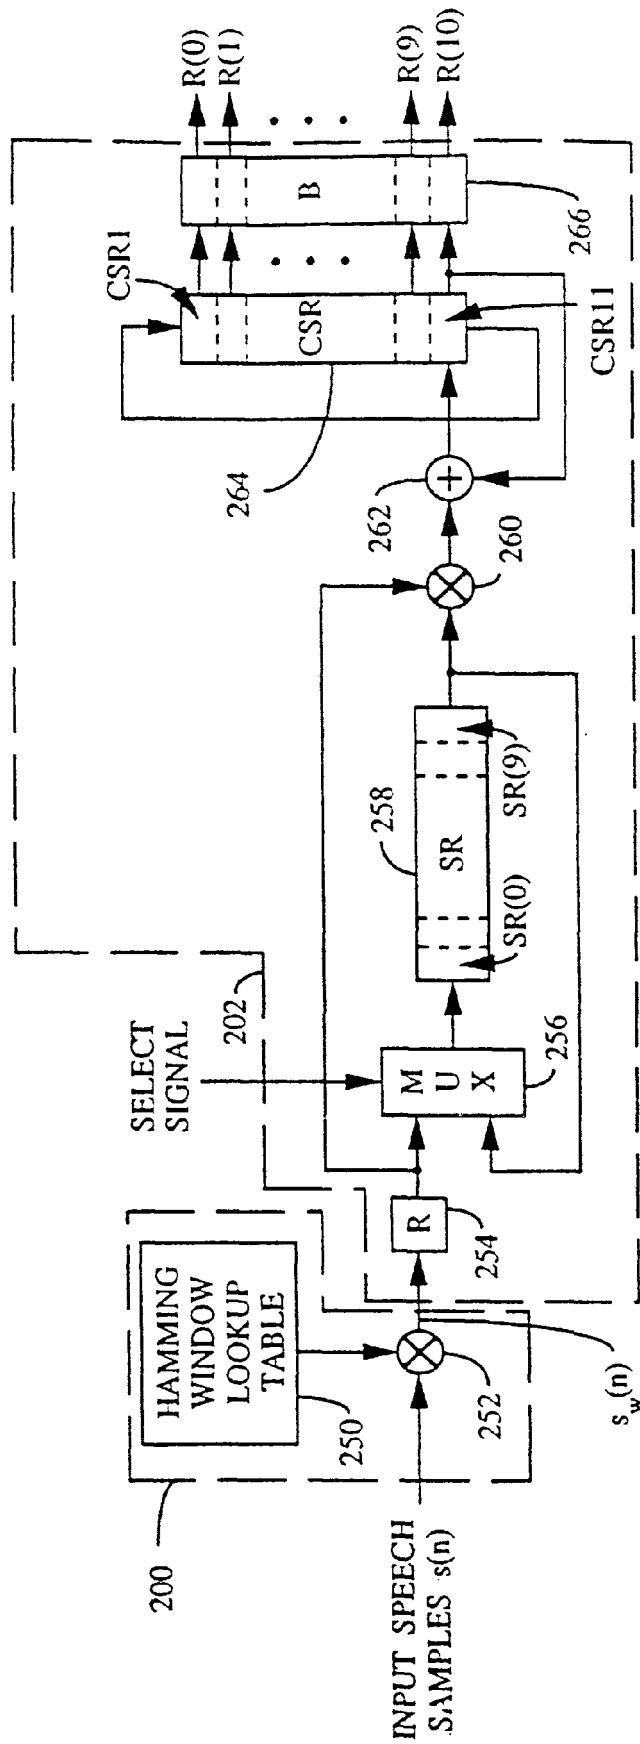 200
HAMMING
WINDOW
LOOKUP
TABLE
250
INPUT SPEECH
SAMPLES s(n)
252
s_w(n)
R
254
SELECT
SIGNAL
202
M
U
X
256
SR
258
SR(0)
SR(9)
260
262
264
CSR1
CSR
CSR11
B
266
R(0)
R(1)
• • •
• • •
R(9)
R(10)